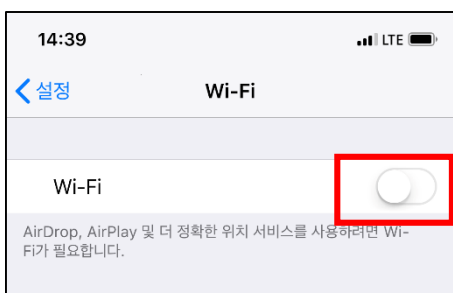 14:39 LTE
설정 Wi-Fi
Wi-Fi
AirDrop, AirPlay 및 더 정확한 위치 서비스를 사용하려면 Wi-
Fi가 필요합니다.